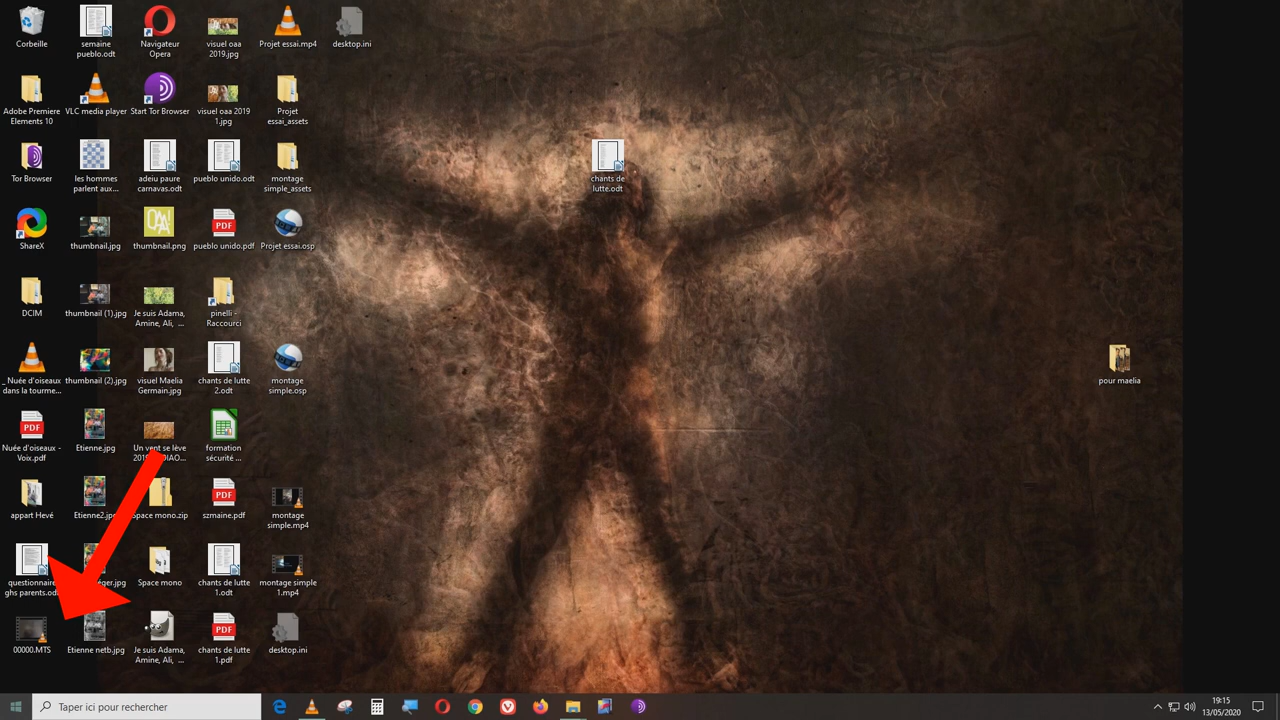 Corbeille
semaine
pueblo.odt
Navigateur
Opera
visuel oaa
2019.jpg
Projet essai.mp4
desktop.ini
Adobe Premiere
Elements 10
VLC media player
Start Tor Browser
visuel oaa 2019
1.jpg
Projet
essai_assets
Tor Browser
les hommes
parlent aux...
adeiu paure
carnavas.odt
pueblo unido.odt
montage
simple_assets
chants de
lutte.odt
ShareX
thumbnail.jpg
OAA!
thumbnail.png
PDF
pueblo unido.pdf
Projet essai.osp
DCIM
thumbnail (1).jpg
Je suis Adama,
Amine, Ali, ...
pinelli -
Raccourci
_ Nuée d'oiseaux
dans la tourme...
thumbnail (2).jpg
visuel Maelia
Germain.jpg
chants de lutte
2.odt
montage
simple.osp
pour maelia
PDF
Nuée d'oiseaux -
Voix.pdf
Etienne.jpg
Un vent se lève
formation
sécurité ...
appart Hevé
Space mono.zip
PDF
szmaine.pdf
montage
simple.mp4
questionnaire
ghs parents.odt
Space mono
chants de lutte
1.odt
montage simple
1.mp4
00000.MTS
Etienne netb.jpg
Je suis Adama,
Amine, Ali, ...
PDF
chants de lutte
1.pdf
desktop.ini
Taper ici pour rechercher
19:15
13/05/2020